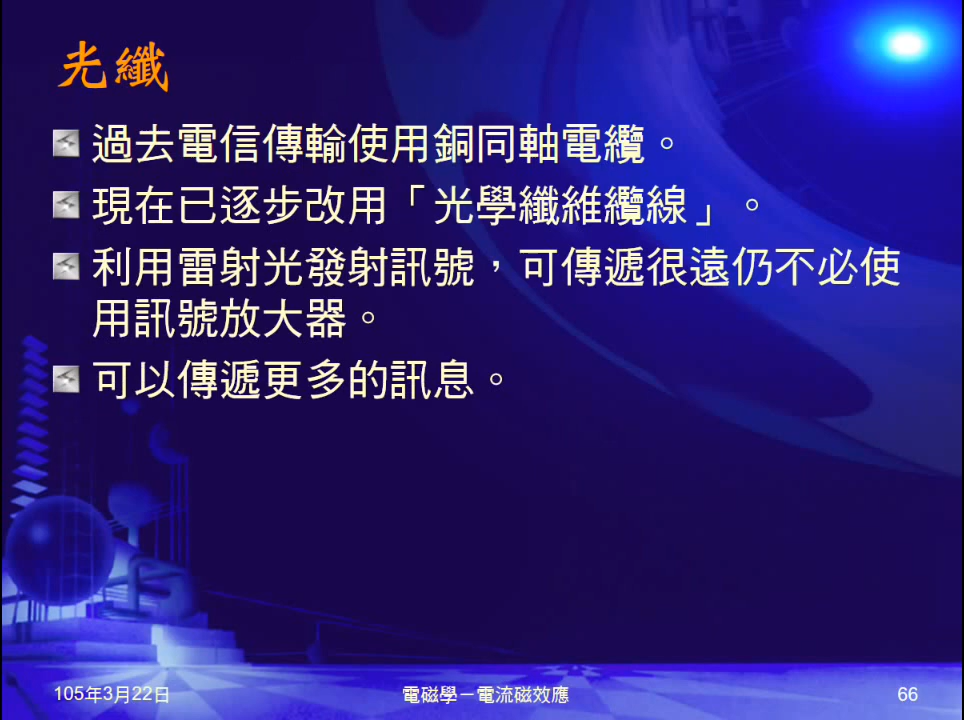 光纖
過去電信傳輸使用銅同軸電纜。
現在已逐步改用「光學纖維纜線」。
利用雷射光發射訊號，可傳遞很遠仍不必使
用訊號放大器。
可以傳遞更多的訊息。
105年3月22日
電磁學－電流磁效應
66